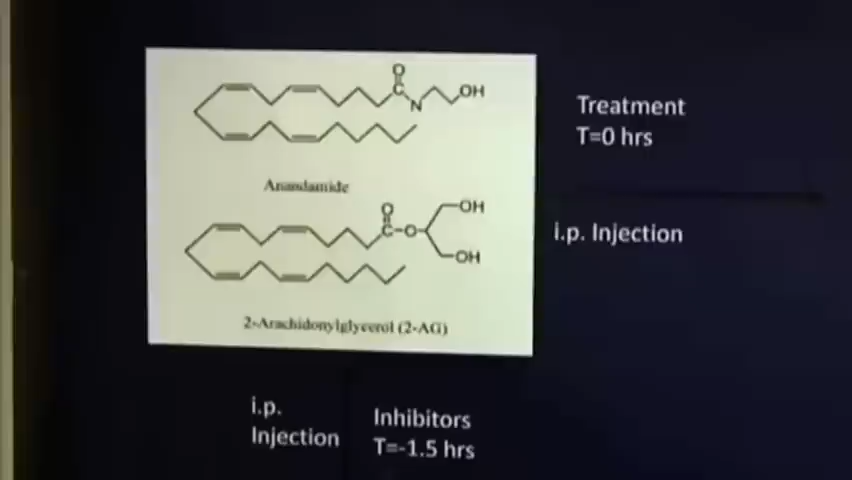 O
C
N
OH
Treatment
T=0 hrs
Anandamide
O
C-O
OH
OH
i.p. Injection
2-Arachidonylglycerol (2-AG)
i.p.
Injection
Inhibitors
T=-1.5 hrs